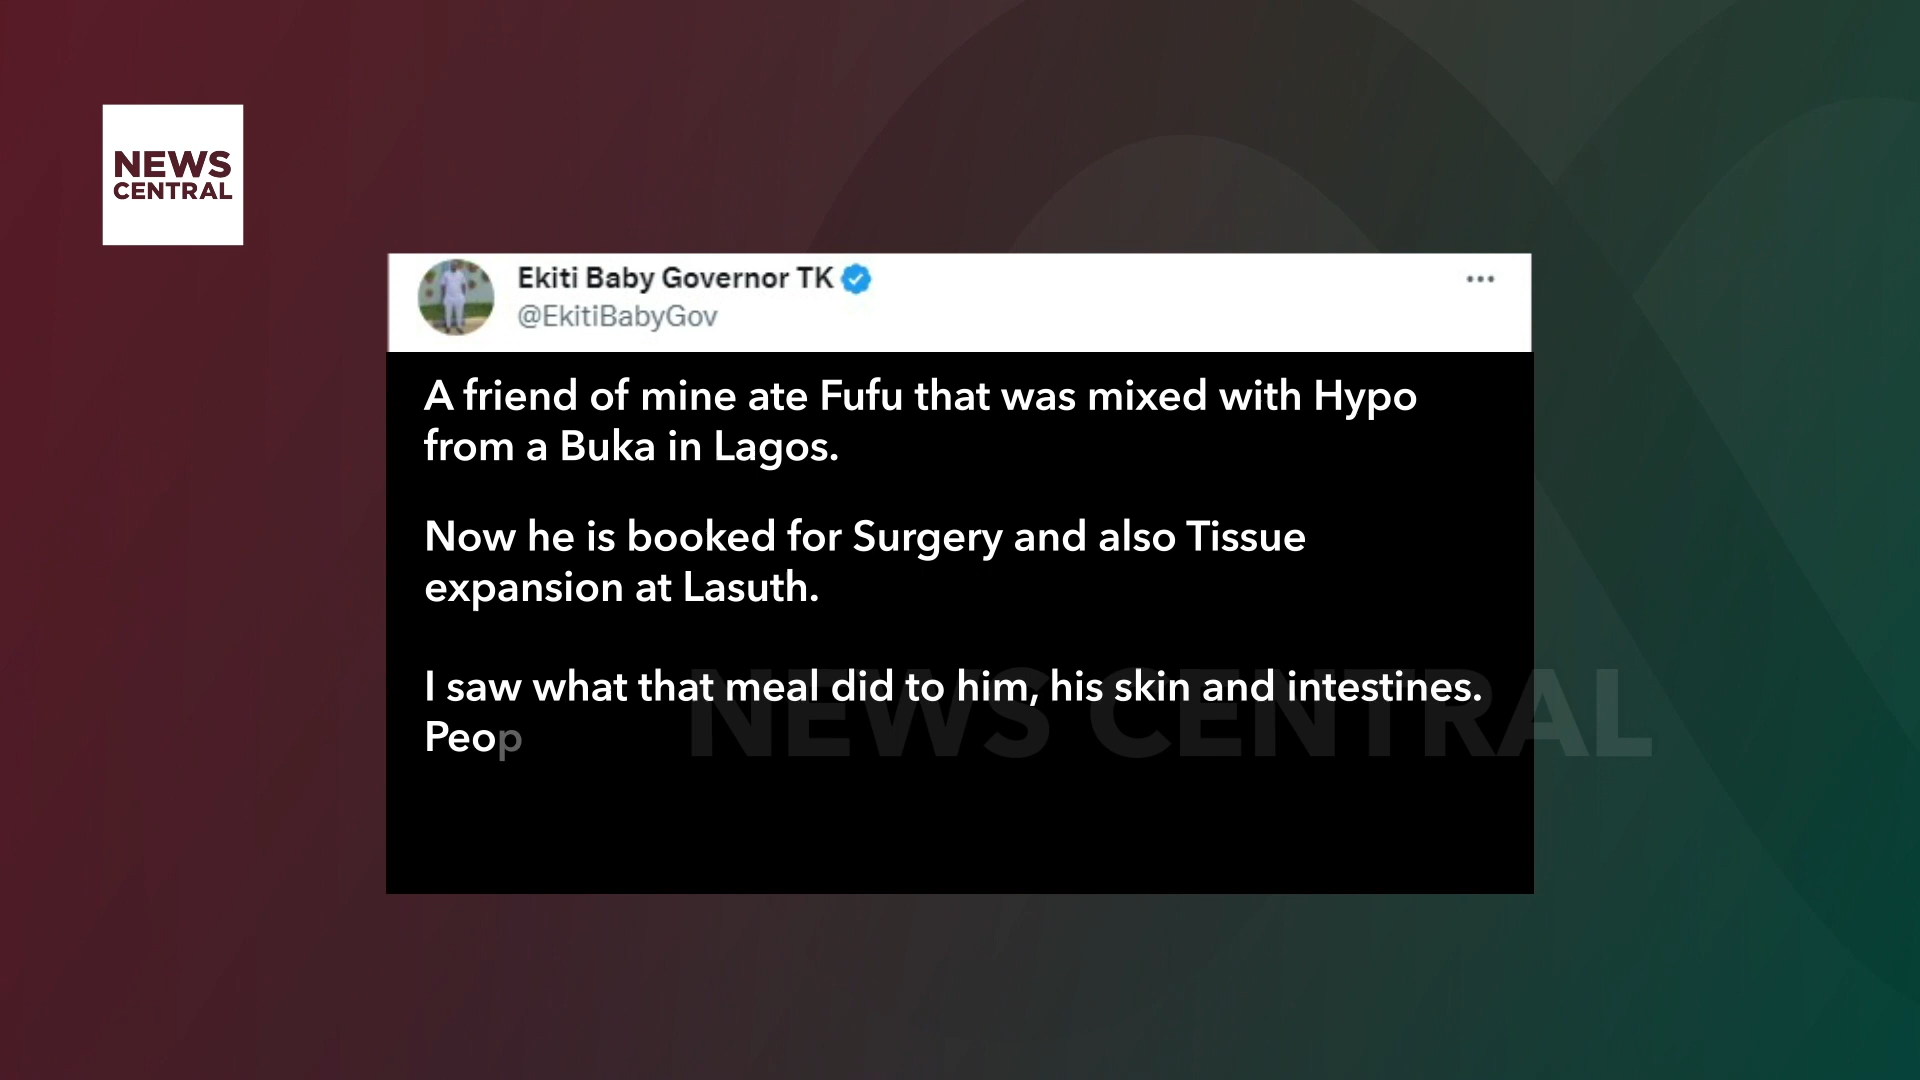 NEWS
CENTRAL
Ekiti Baby Governor TK
@EkitiBabyGov
A friend of mine ate Fufu that was mixed with Hypo
from a Buka in Lagos.
Now he is booked for Surgery and also Tissue
expansion at Lasuth.
I saw what that meal did to him, his skin and intestines.
Peop
NEWS CENTRAL